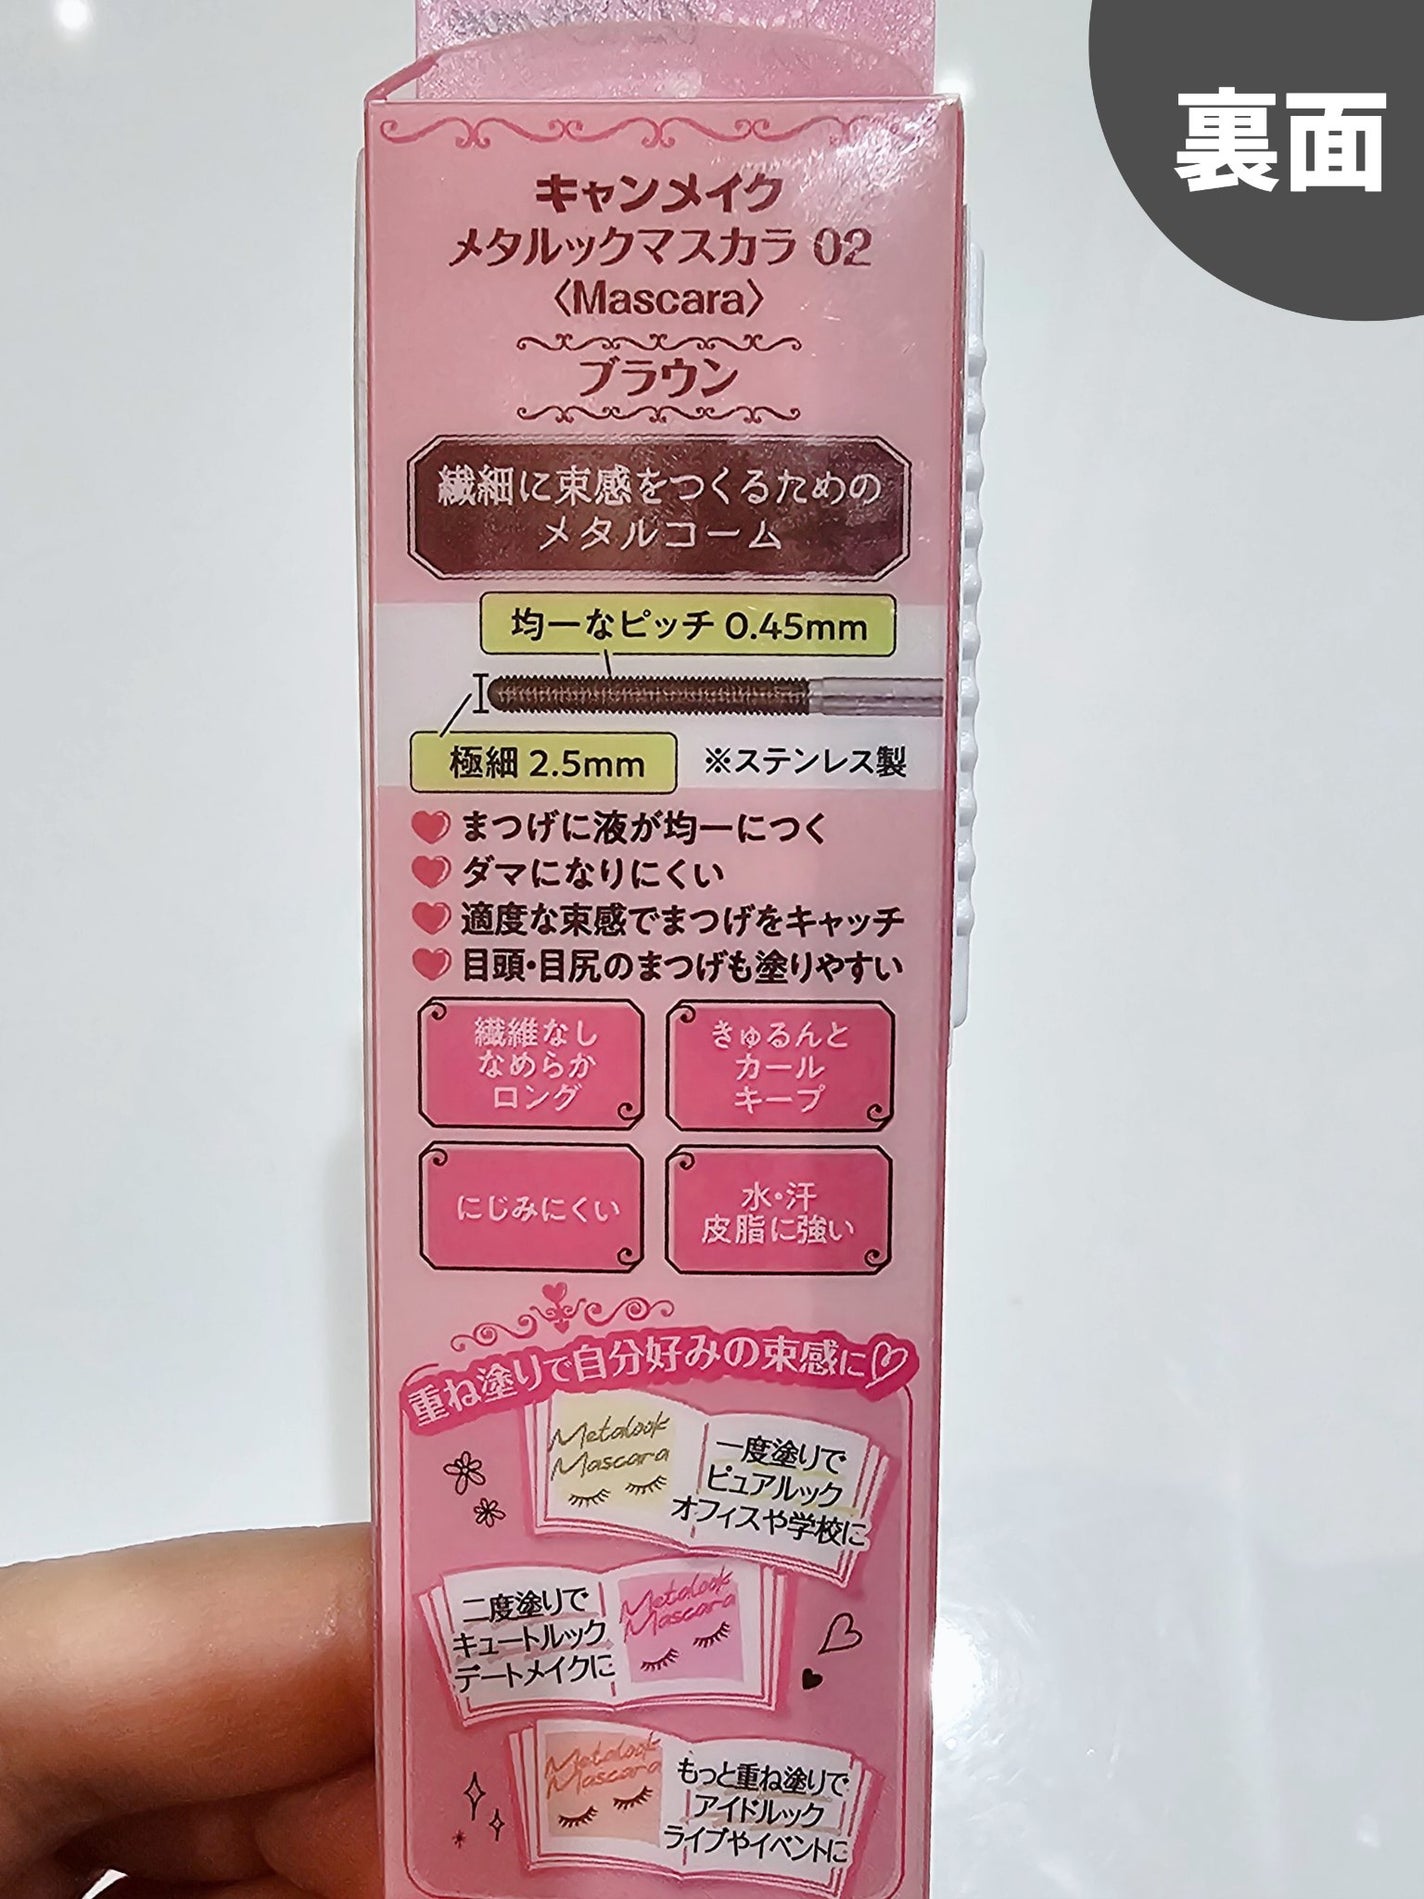 裏面
キャンメイク
メタルックマスカラ 02
〈Mascara〉
ブラウン
繊細に束感をつくるための
メタルコーム
均一なピッチ 0.45mm
極細 2.5mm
※ステンレス製
まつげに液が均一につく
ダマになりにくい
適度な束感でまつげをキャッチ
目頭・目尻のまつげも塗りやすい
繊維なし
なめらか
ロング
きゅるんと
カール
キープ
にじみにくい
水・汗
皮脂に強い
重ね塗りで自分好みの束感に♡
Metalook
Mascara
一度塗りで
ピュアルック
オフィスや学校に
二度塗りで
キュートルック
デートメイクに
Metalook
Mascara
Metalook
Mascara
もっと重ね塗りで
アイドルック
ライブやイベントに